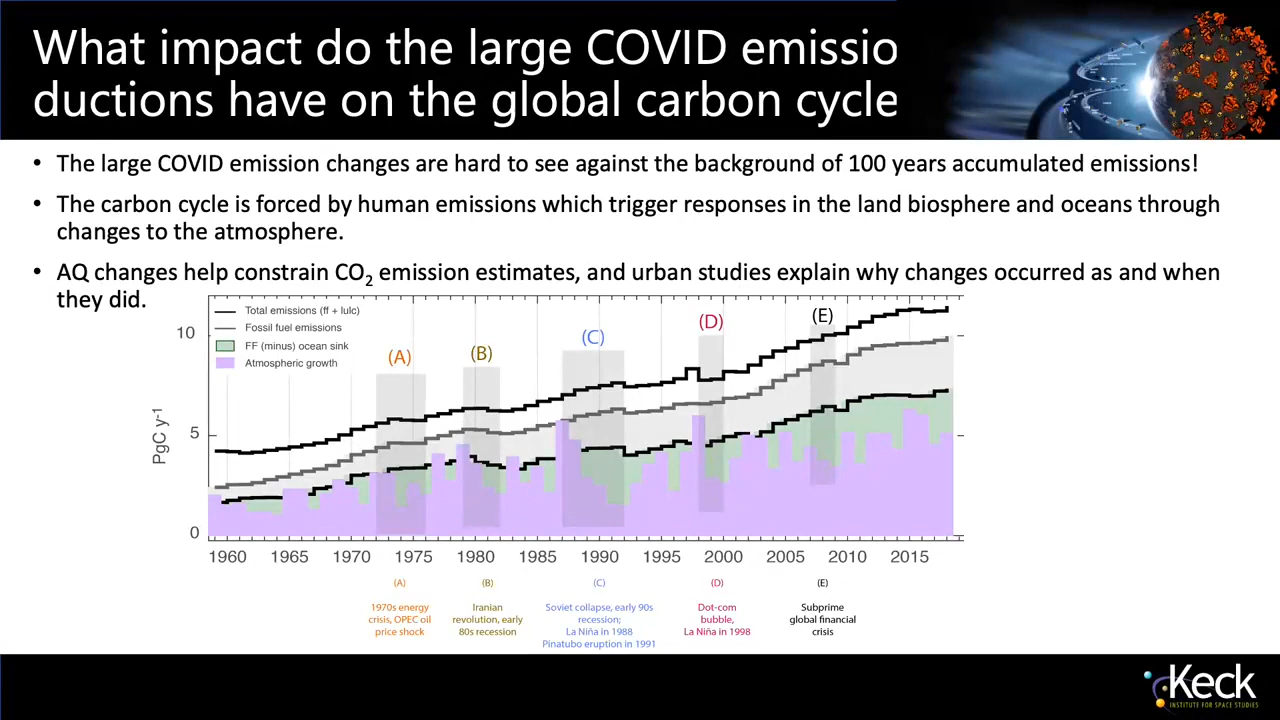 What impact do the large COVID emissio
ductions have on the global carbon cycle
• The large COVID emission changes are hard to see against the background of 100 years accumulated emissions!
• The carbon cycle is forced by human emissions which trigger responses in the land biosphere and oceans through
changes to the atmosphere.
• AQ changes help constrain CO₂ emission estimates, and urban studies explain why changes occurred as and when
they did.
Total emissions (ff + lulc)
Fossil fuel emissions
FF (minus) ocean sink
Atmospheric growth
(A)
(B)
(C)
(D)
(E)
PgC y⁻¹
10
5
0
1960 1965 1970 1975 1980 1985 1990 1995 2000 2005 2010 2015
(A)
1970s energy
crisis, OPEC oil
price shock
(B)
Iranian
revolution, early
80s recession
(C)
Soviet collapse, early 90s
recession;
La Niña in 1988
Pinatubo eruption in 1991
(D)
Dot-com
bubble,
La Niña in 1998
(E)
Subprime
global financial
crisis
Keck
INSTITUTE FOR SPACE STUDIES